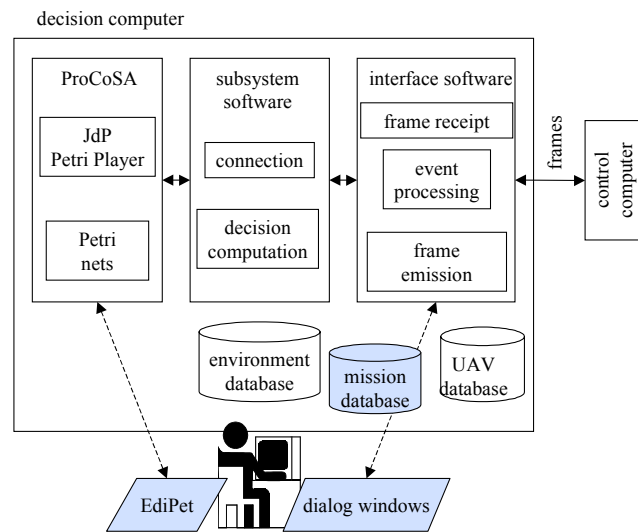 decision computer
ProCoSA
JdP
Petri Player
Petri
nets
subsystem
software
connection
decision
computation
interface software
frame receipt
event
processing
frame
emission
frames
control
computer
environment
database
mission
database
UAV
database
EdiPet
dialog windows